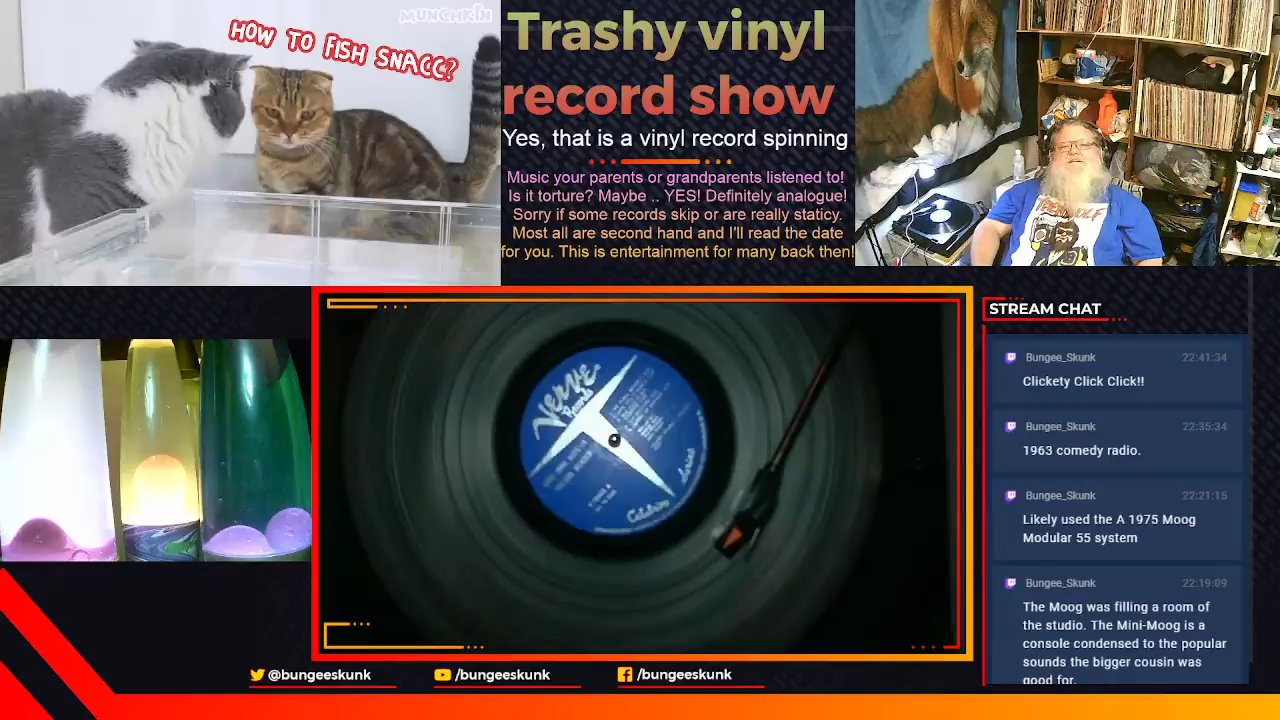 MUNCHKIN
HOW TO FISH SNACC?
Trashy vinyl
record show
Yes, that is a vinyl record spinning
Music your parents or grandparents listened to!
Is it torture? Maybe .. YES! Definitely analogue!
Sorry if some records skip or are really staticy.
Most all are second hand and I'll read the date
for you. This is entertainment for many back then!
Verve
Records
Celebrity
Series
STREAM CHAT
Bungee_Skunk 22:41:34
Clickety Click Click!!
Bungee_Skunk 22:35:34
1963 comedy radio.
Bungee_Skunk 22:21:15
Likely used the A 1975 Moog
Modular 55 system
Bungee_Skunk 22:19:09
The Moog was filling a room of
the studio. The Mini-Moog is a
console condensed to the popular
sounds the bigger cousin was
good for.
@bungeeskunk
/bungeeskunk
/bungeeskunk